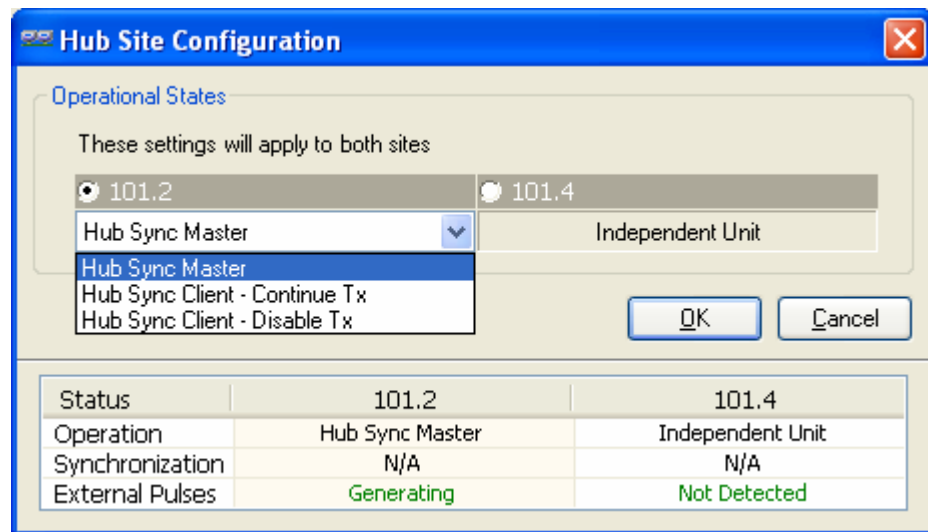 Hub Site Configuration
Operational States
These settings will apply to both sites
101.2 101.4
Hub Sync Master Independent Unit
Hub Sync Master
Hub Sync Client - Continue Tx
Hub Sync Client - Disable Tx
OK Cancel
Status 101.2 101.4
Operation Hub Sync Master Independent Unit
Synchronization N/A N/A
External Pulses Generating Not Detected